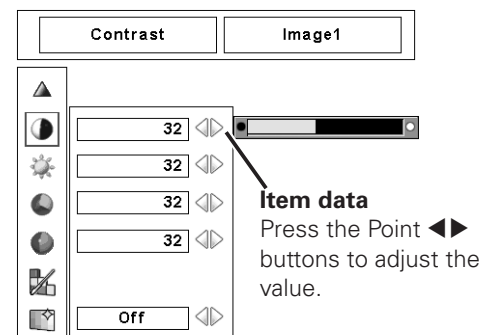 Contrast Image1
32
32
32
32
Off
Item data
Press the Point ◀▶
buttons to adjust the
value.